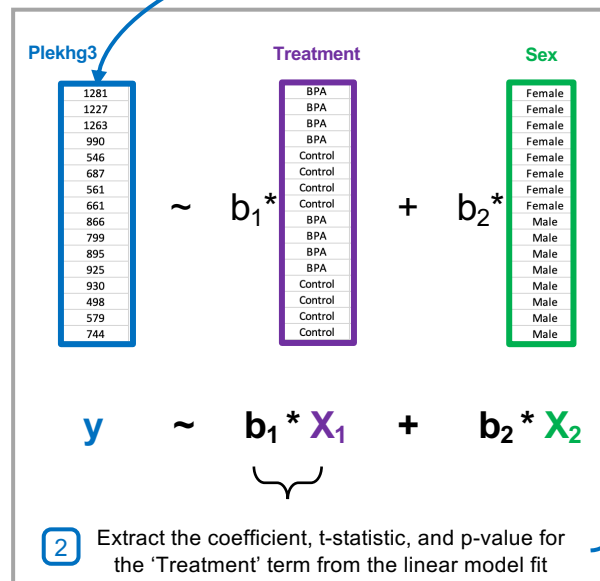 Plekhg3 Treatment Sex
1281 BPA Female
1227 BPA Female
1263 BPA Female
990 BPA Female
546 Control Female
687 Control Female
561 Control Female
661 Control Female
866 BPA Male
799 BPA Male
895 BPA Male
925 BPA Male
930 Control Male
498 Control Male
579 Control Male
744 Control Male
~ b₁* + b₂*
y ~ b₁ * X₁ + b₂ * X₂
2 Extract the coefficient, t-statistic, and p-value for
the ‘Treatment’ term from the linear model fit